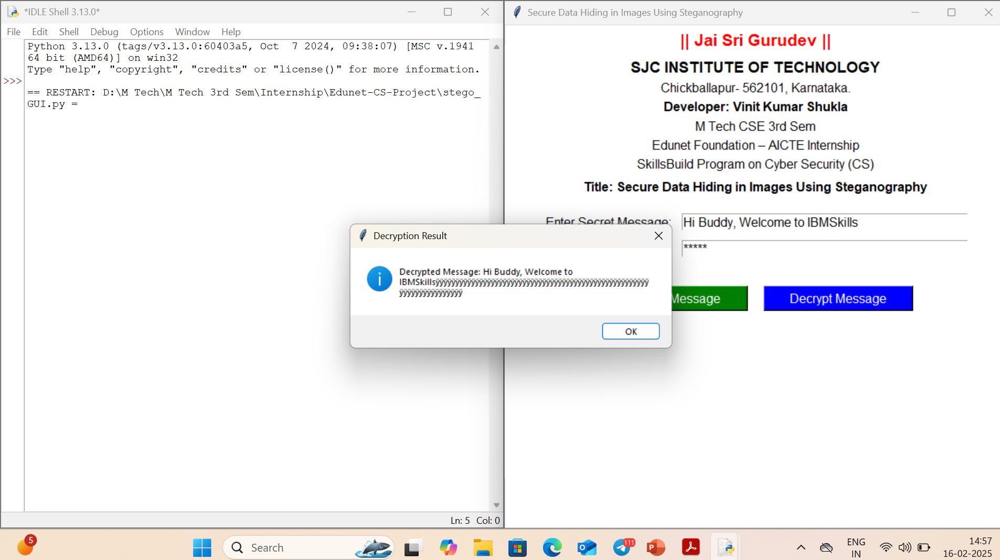 *IDLE Shell 3.13.0*
File Edit Shell Debug Options Window Help
Python 3.13.0 (tags/v3.13.0:60403a5, Oct  7 2024, 09:38:07) [MSC v.1941
64 bit (AMD64)] on win32
Type "help", "copyright", "credits" or "license()" for more information.
>>>
== RESTART: D:\M Tech\M Tech 3rd Sem\Internship\Edunet-CS-Project\stego_
GUI.py =
Ln: 5 Col: 0
Secure Data Hiding in Images Using Steganography
|| Jai Sri Gurudev ||
SJC INSTITUTE OF TECHNOLOGY
Chickballapur- 562101, Karnataka.
Developer: Vinit Kumar Shukla
M Tech CSE 3rd Sem
Edunet Foundation – AICTE Internship
SkillsBuild Program on Cyber Security (CS)
Title: Secure Data Hiding in Images Using Steganography
Enter Secret Message: Hi Buddy, Welcome to IBMSkills
*****
Message Decrypt Message
Decryption Result
Decrypted Message: Hi Buddy, Welcome to
IBMSkillsÿÿÿÿÿÿÿÿÿÿÿÿÿÿÿÿÿÿÿÿÿÿÿÿÿÿÿÿÿÿÿÿÿÿÿÿÿÿÿÿÿÿÿÿÿÿÿÿÿÿÿÿÿÿ
ÿÿÿÿÿÿÿÿÿÿÿÿÿÿÿÿ
OK
5
Search
111
ENG
IN
14:57
16-02-2025